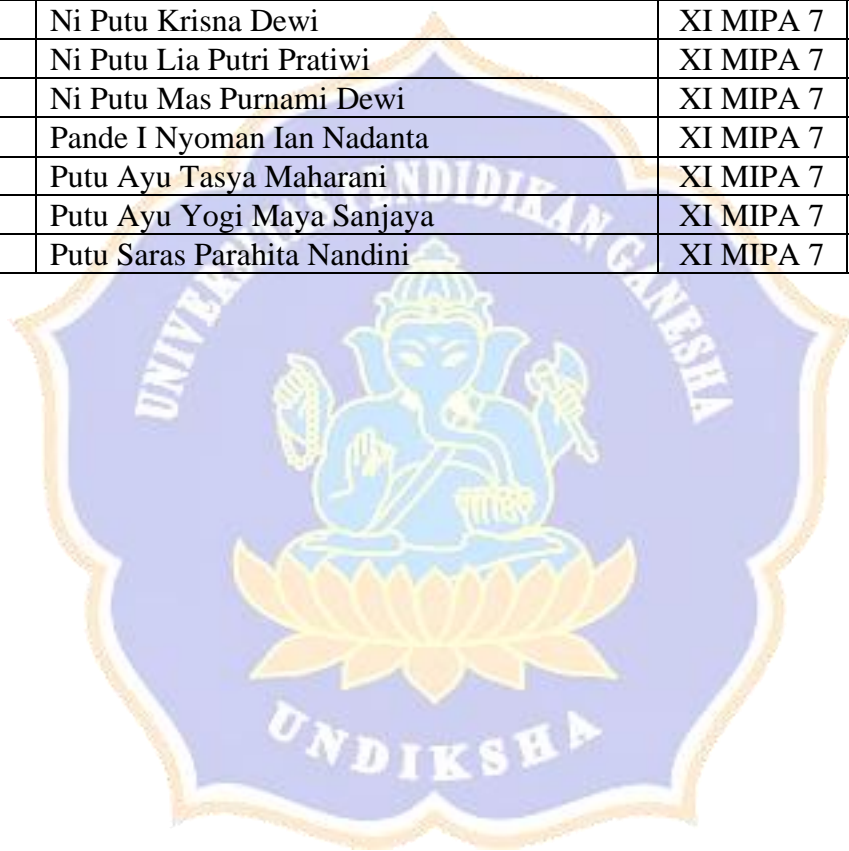 Ni Putu Krisna Dewi XI MIPA 7
Ni Putu Lia Putri Pratiwi XI MIPA 7
Ni Putu Mas Purnami Dewi XI MIPA 7
Pande I Nyoman Ian Nadanta XI MIPA 7
Putu Ayu Tasya Maharani XI MIPA 7
Putu Ayu Yogi Maya Sanjaya XI MIPA 7
Putu Saras Parahita Nandini XI MIPA 7
UNIVERSITAS PENDIDIKAN GANESHA
UNDIKSHA